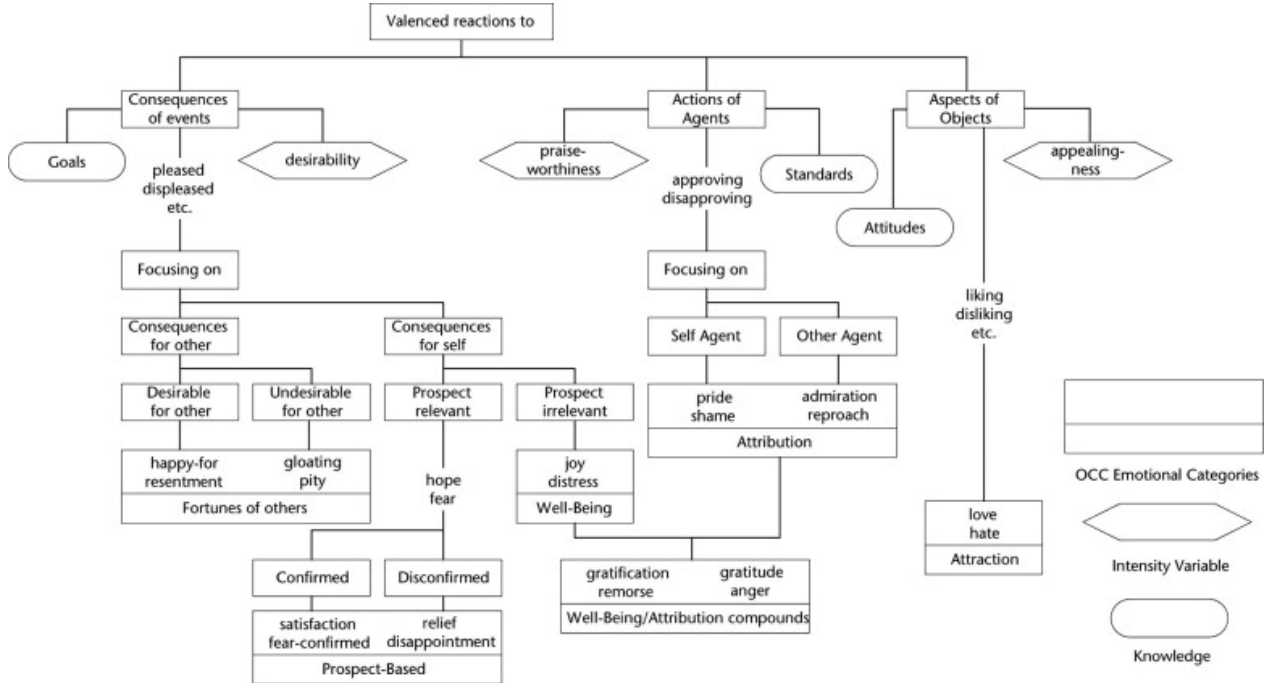 Valenced reactions to
Consequences
of events
Actions of
Agents
Aspects of
Objects
Goals
desirability
praise-
worthiness
Standards
Attitudes
appealing-
ness
pleased
displeased
etc.
approving
disapproving
liking
disliking
etc.
Focusing on
Focusing on
Consequences
for other
Consequences
for self
Self Agent
Other Agent
Desirable
for other
Undesirable
for other
Prospect
relevant
Prospect
irrelevant
pride
shame
admiration
reproach
Attribution
happy-for
resentment
gloating
pity
Fortunes of others
hope
fear
joy
distress
Well-Being
love
hate
Attraction
Confirmed
Disconfirmed
gratification
remorse
gratitude
anger
Well-Being/Attribution compounds
satisfaction
fear-confirmed
relief
disappointment
Prospect-Based
OCC Emotional Categories
Intensity Variable
Knowledge